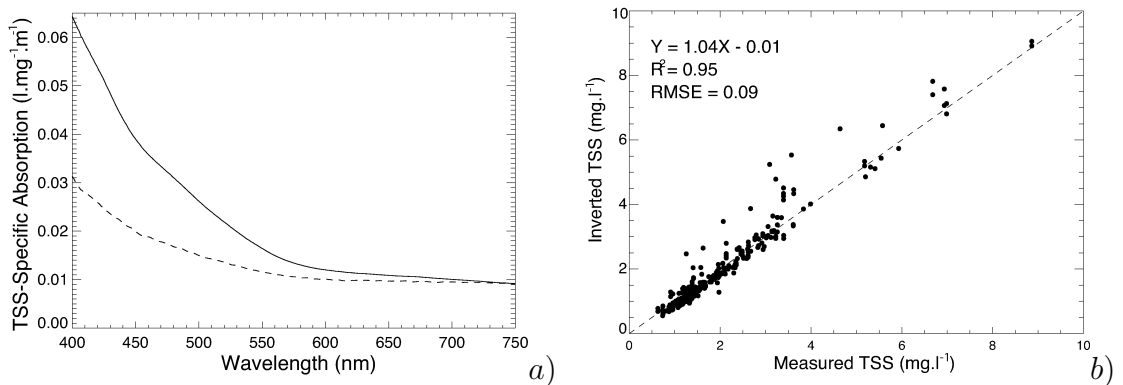 TSS-Specific Absorption (l.mg⁻¹.m⁻¹)
0.06
0.05
0.04
0.03
0.02
0.01
0.00
400 450 500 550 600 650 700 750
Wavelength (nm)
a)
Inverted TSS (mg.l⁻¹)
10
8
6
4
2
0
Y = 1.04X - 0.01
R² = 0.95
RMSE = 0.09
0 2 4 6 8 10
Measured TSS (mg.l⁻¹)
b)